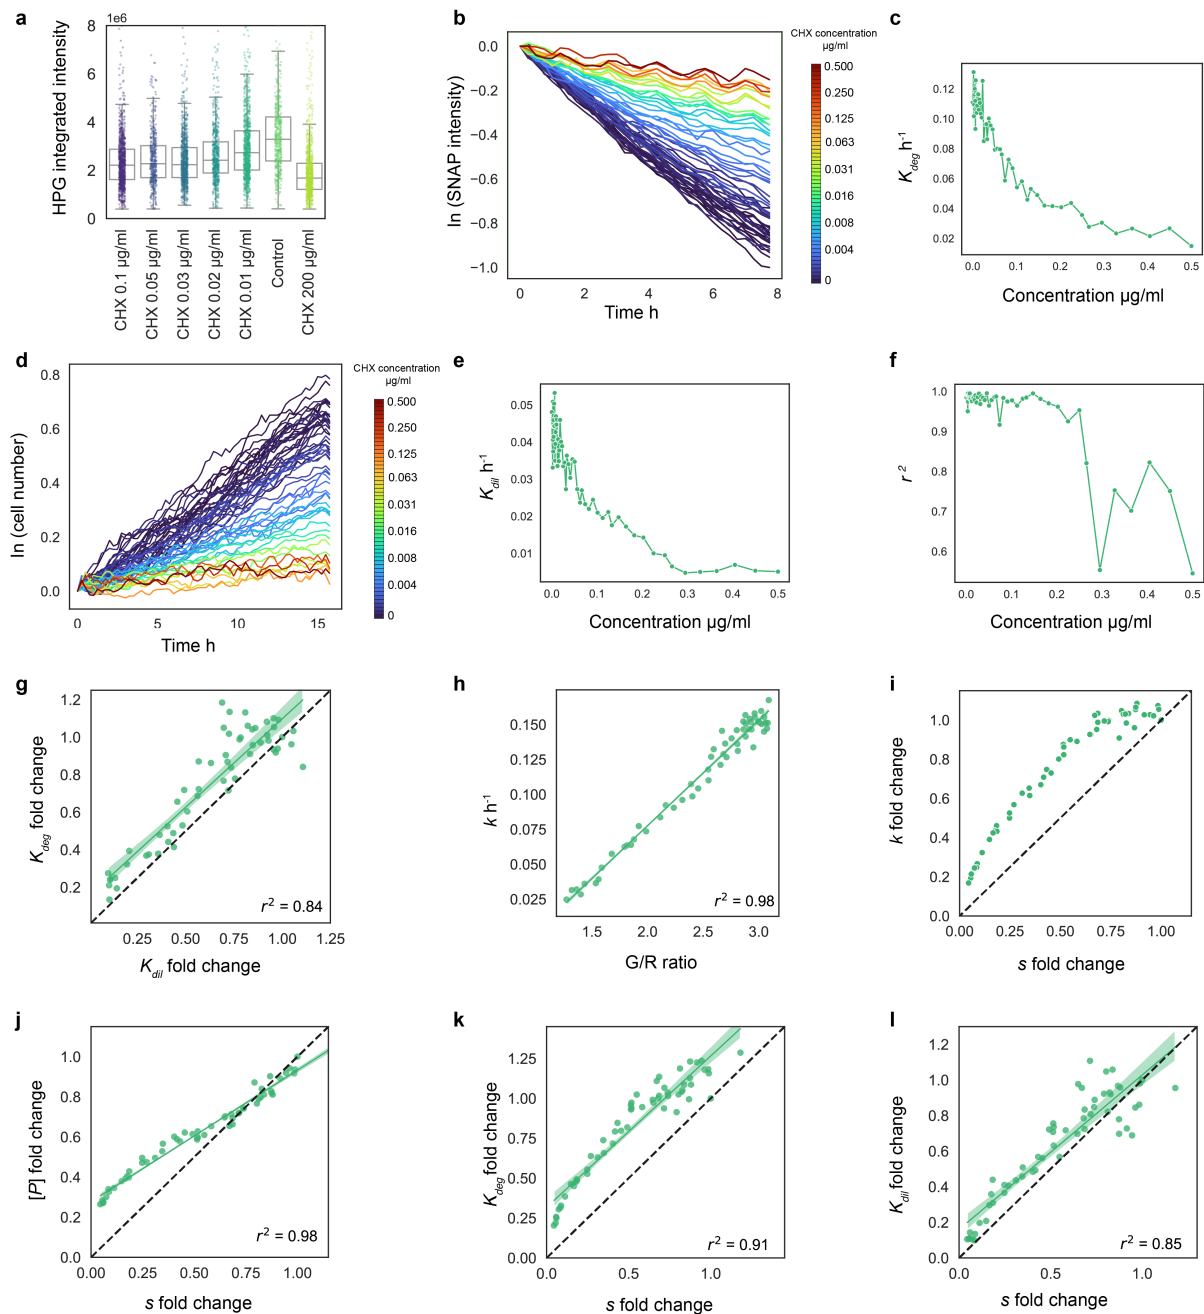 a
1e6
HPG integrated intensity
8
6
4
2
0
CHX 0.1 µg/ml
CHX 0.05 µg/ml
CHX 0.03 µg/ml
CHX 0.02 µg/ml
CHX 0.01 µg/ml
Control
CHX 200 µg/ml
b
ln (SNAP intensity)
0.0
−0.2
−0.4
−0.6
−0.8
−1.0
0 2 4 6 8
Time h
CHX concentration
µg/ml
0.500
0.250
0.125
0.063
0.031
0.016
0.008
0.004
0
c
K_deg h⁻¹
0.12
0.10
0.08
0.06
0.04
0.02
0.0 0.1 0.2 0.3 0.4 0.5
Concentration µg/ml
d
ln (cell number)
0.8
0.6
0.4
0.2
0.0
0 5 10 15
Time h
CHX concentration
µg/ml
0.500
0.250
0.125
0.063
0.031
0.016
0.008
0.004
0
e
K_dil h⁻¹
0.05
0.04
0.03
0.02
0.01
0.0 0.1 0.2 0.3 0.4 0.5
Concentration µg/ml
f
r²
1.0
0.9
0.8
0.7
0.6
0.0 0.1 0.2 0.3 0.4 0.5
Concentration µg/ml
g
K_deg fold change
1.2
1.0
0.8
0.6
0.4
0.2
r² = 0.84
0.25 0.50 0.75 1.00 1.25
K_dil fold change
h
k h⁻¹
0.150
0.125
0.100
0.075
0.050
0.025
r² = 0.98
1.5 2.0 2.5 3.0
G/R ratio
i
k fold change
1.0
0.8
0.6
0.4
0.2
0.0
0.00 0.25 0.50 0.75 1.00
s fold change
j
[P] fold change
1.0
0.8
0.6
0.4
0.2
0.0
r² = 0.98
0.00 0.25 0.50 0.75 1.00
s fold change
k
K_deg fold change
1.25
1.00
0.75
0.50
0.25
0.00
r² = 0.91
0.0 0.5 1.0
s fold change
l
K_dil fold change
1.2
1.0
0.8
0.6
0.4
0.2
0.0
r² = 0.85
0.0 0.5 1.0
s fold change